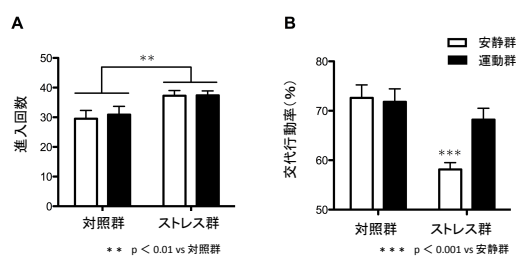 A
**
50
40
30
20
10
0
進入回数
対照群
ストレス群
** p < 0.01 vs 対照群
B
安静群
運動群
80
70
60
50
交代行動率(%)
***
対照群
ストレス群
*** p < 0.001 vs 安静群